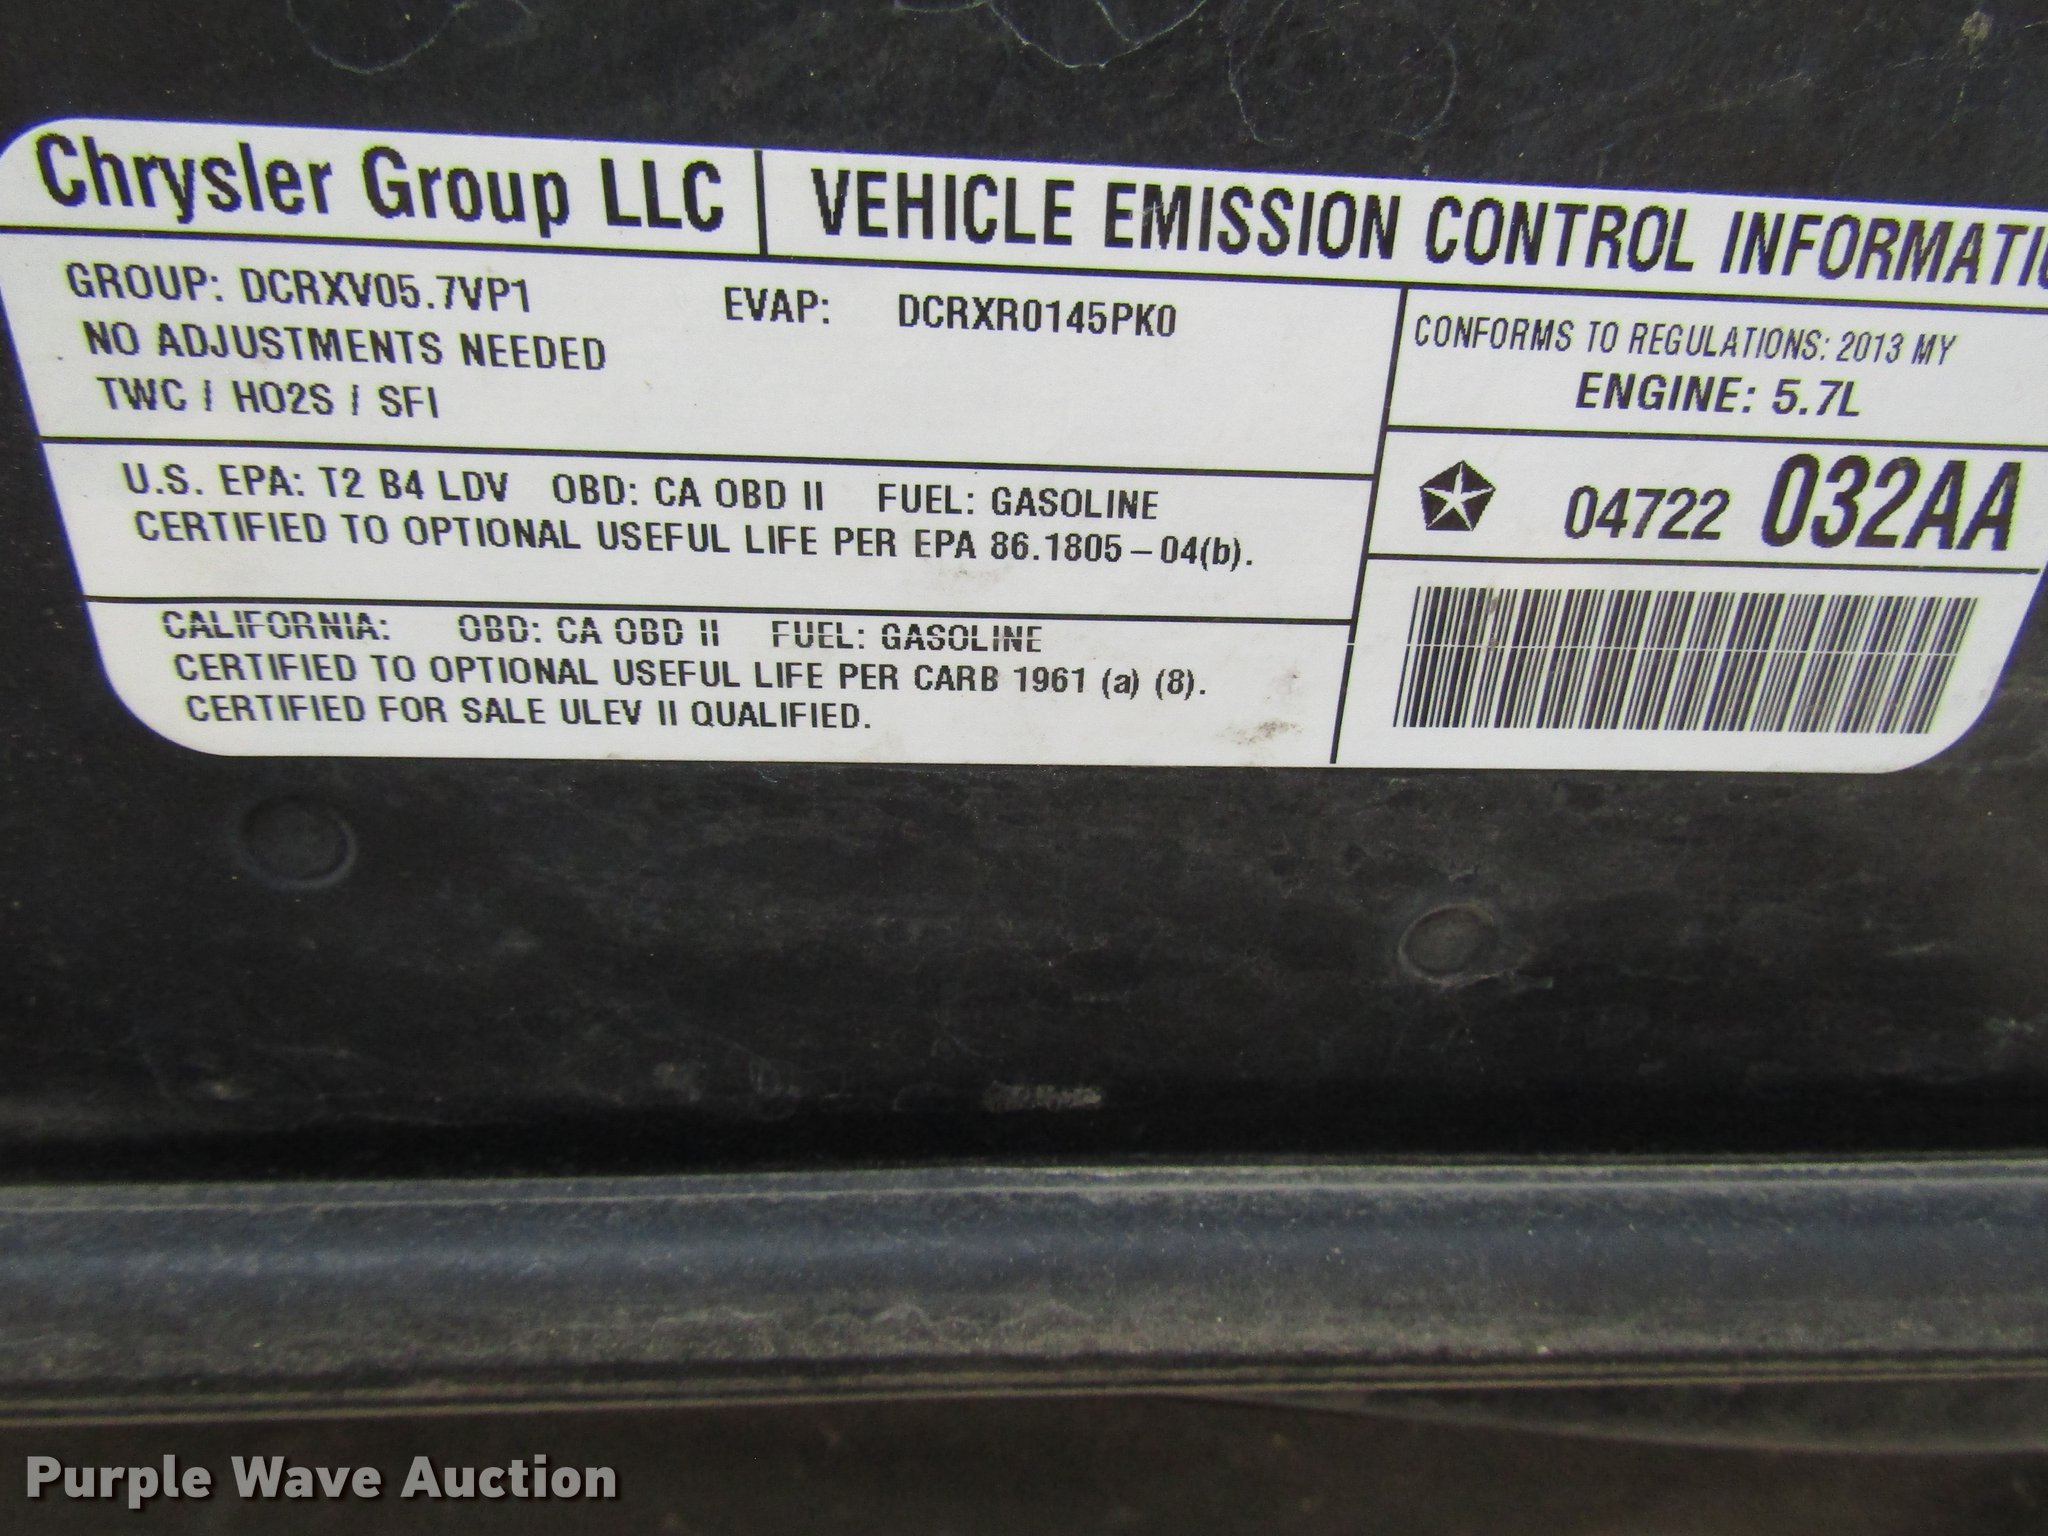 Chrysler Group LLC
VEHICLE EMISSION CONTROL
GROUP: DCRXV05.7VP1 EVAP: DCRXR0145PK0
NO ADJUSTMENTS NEEDED
TWC / HO2S / SFI
CONFORMS TO REGULATIONS: 2013 MY
ENGINE: 5.7L
U.S. EPA: T2 B4 LDV OBD: CA OBD II FUEL: GASOLINE
CERTIFIED TO OPTIONAL USEFUL LIFE PER EPA 86.1805-04(b).
04722 032AA
CALIFORNIA: OBD: CA OBD II FUEL: GASOLINE
CERTIFIED TO OPTIONAL USEFUL LIFE PER CARB 1961 (a) (8).
CERTIFIED FOR SALE ULEV II QUALIFIED.
Purple Wave Auction